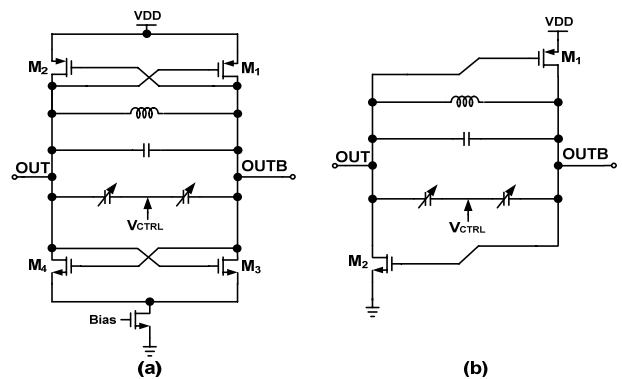 VDD
M2
M1
OUT
OUTB
VCTRL
M4
M3
Bias
(a)
VDD
M1
OUT
OUTB
VCTRL
M2
(b)